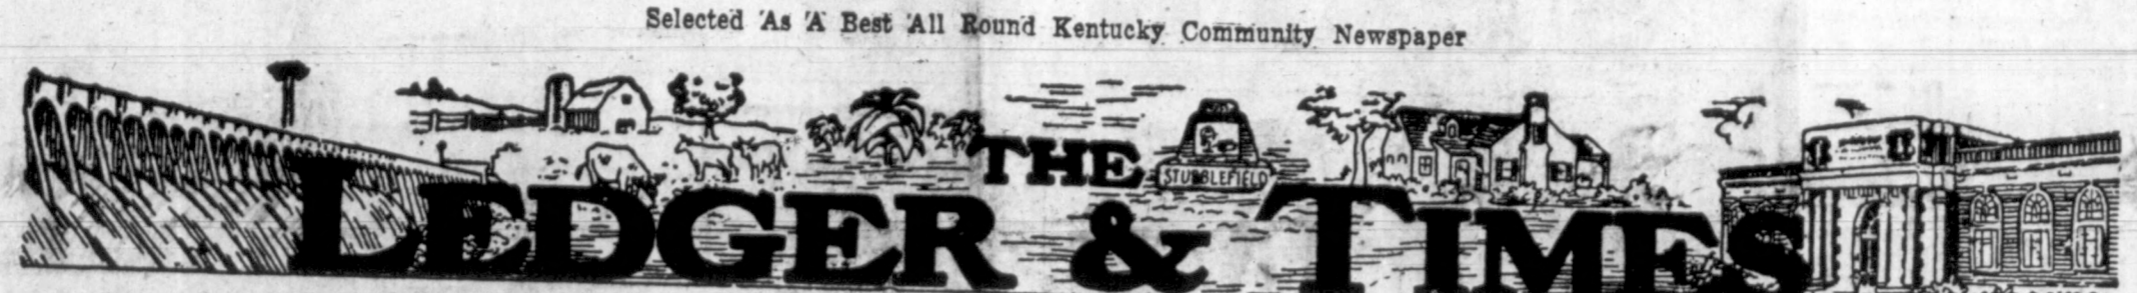 Selected As A Best All Round Kentucky Community Newspaper
THE
STUBBLEFIELD
LEDGER & TIMES